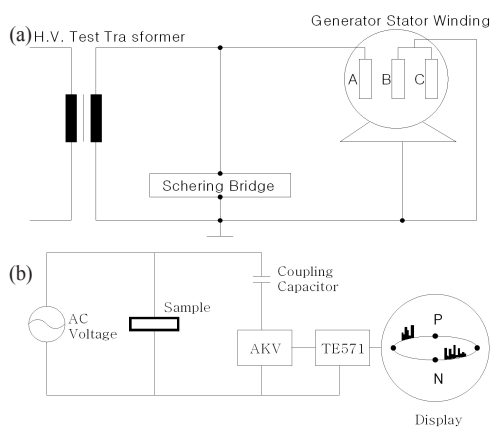 Generator Stator Winding
(a) H.V. Test Tra sformer
A B C
Schering Bridge
(b)
Coupling
Capacitor
Sample
AC
Voltage
AKV
TE571
P
N
Display